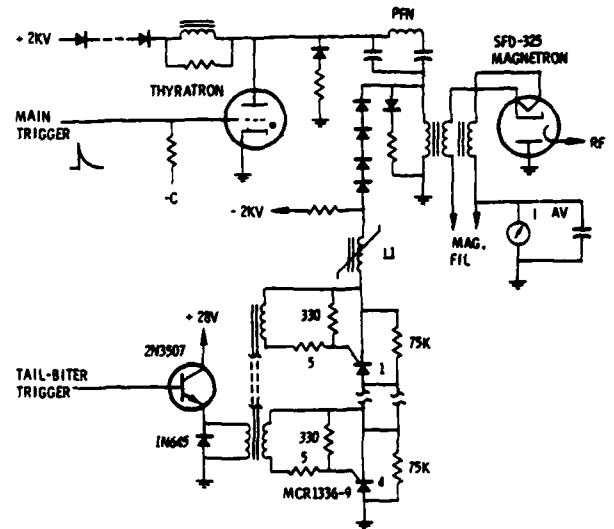 PFN
+ 2KV
SFD-325
MAGNETRON
THYRATRON
MAIN
TRIGGER
RF
-C
- 2KV
I AV
MAG.
FIL
L1
+ 28V
330
75K
2N3507
5
1
TAIL-BITER
TRIGGER
1N645
330
75K
5
4
MCR1336-9